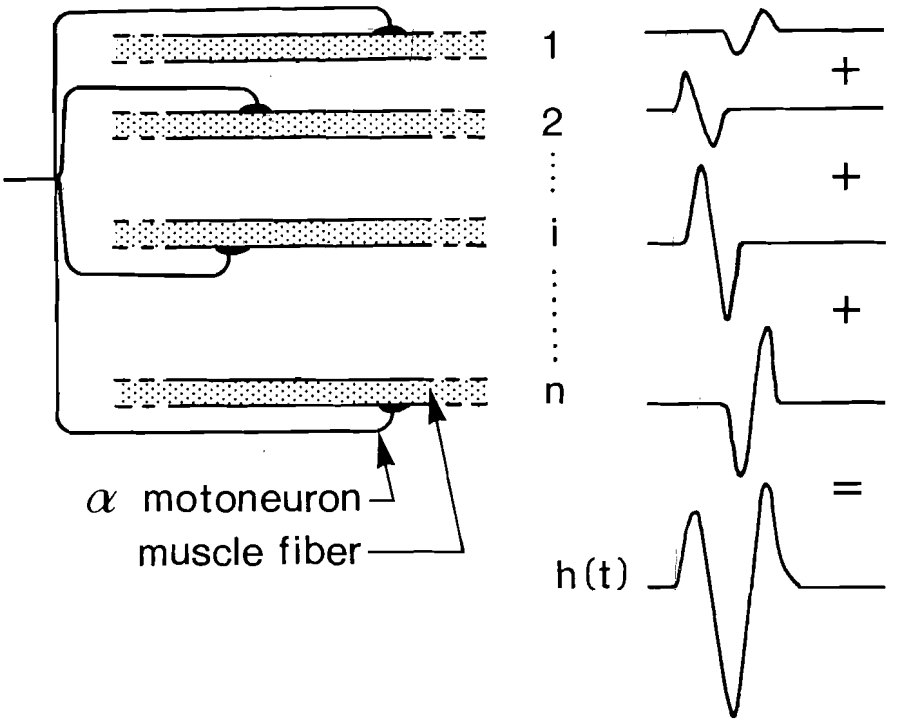 1
+
2
+
i
+
n
α motoneuron
=
muscle fiber
h(t)